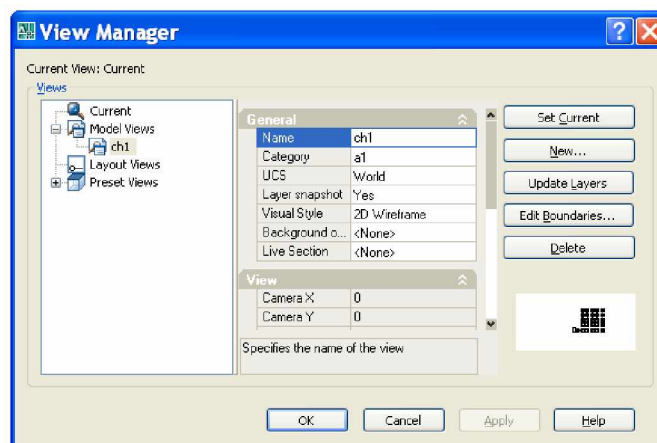 View Manager
Current View: Current
Views
Current
Model Views
ch1
Layout Views
Preset Views
General
Name ch1
Category a1
UCS World
Layer snapshot Yes
Visual Style 2D Wireframe
Background o... <None>
Live Section <None>
View
Camera X 0
Camera Y 0
Specifies the name of the view
Set Current
New...
Update Layers
Edit Boundaries...
Delete
OK
Cancel
Apply
Help